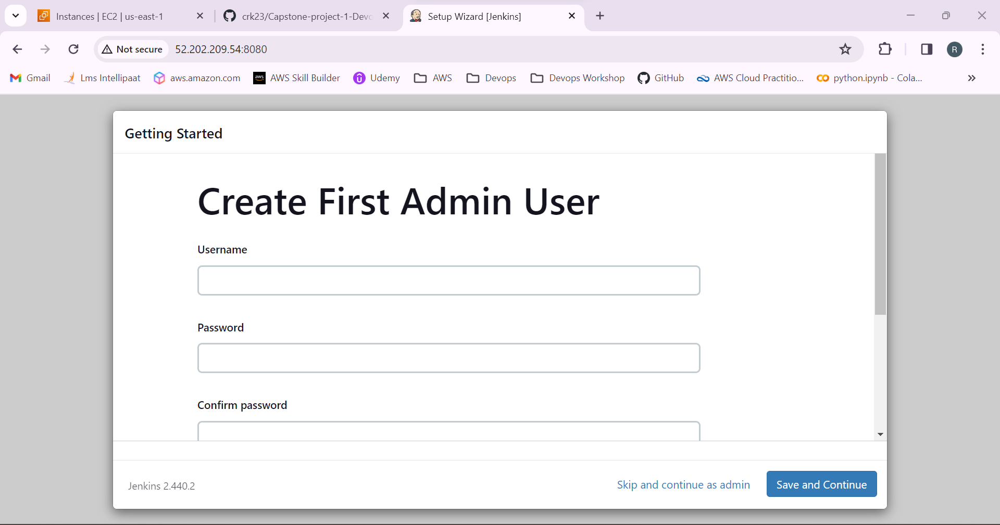 Instances | EC2 | us-east-1
crk23/Capstone-project-1-Devo
Setup Wizard [Jenkins]
Not secure
52.202.209.54:8080
R
Gmail
Lms Intellipaat
aws.amazon.com
aws
AWS Skill Builder
Udemy
AWS
Devops
Devops Workshop
GitHub
AWS Cloud Practitio...
python.ipynb - Cola...
Getting Started
Create First Admin User
Username
Password
Confirm password
Jenkins 2.440.2
Skip and continue as admin
Save and Continue